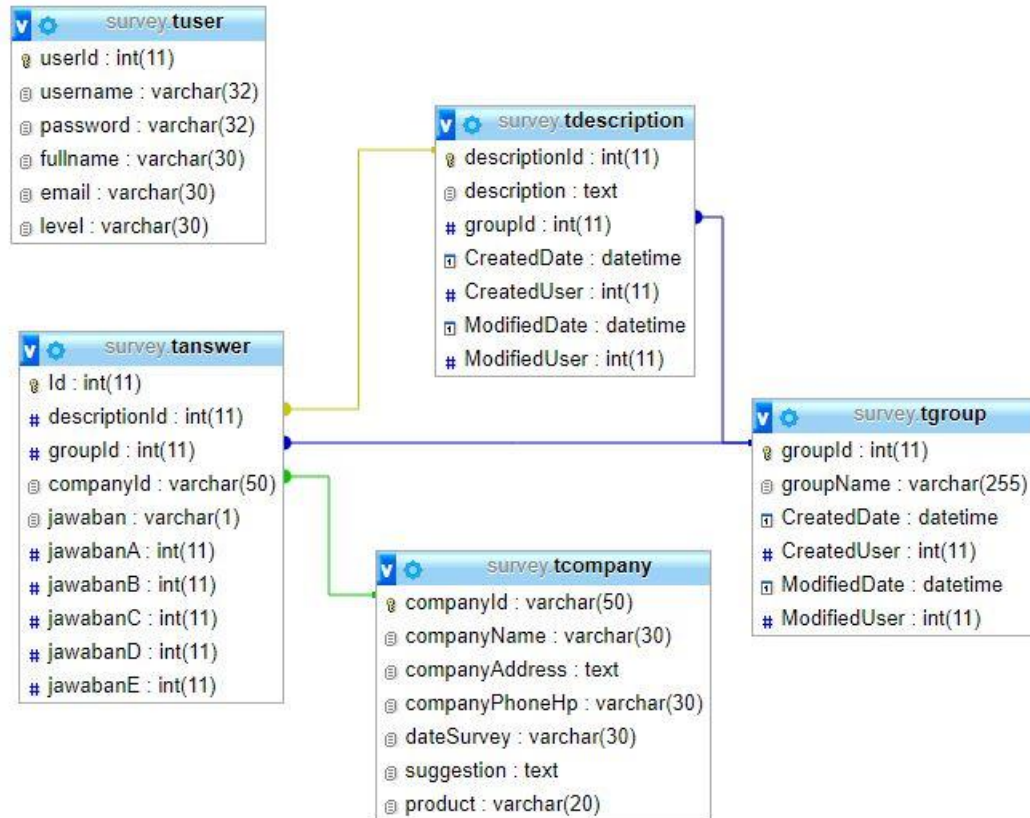 survey.tuser
userId : int(11)
username : varchar(32)
password : varchar(32)
fullname : varchar(30)
email : varchar(30)
level : varchar(30)
survey.tdescription
descriptionId : int(11)
description : text
groupId : int(11)
CreatedDate : datetime
CreatedUser : int(11)
ModifiedDate : datetime
ModifiedUser : int(11)
survey.tanswer
Id : int(11)
descriptionId : int(11)
groupId : int(11)
companyId : varchar(50)
jawaban : varchar(1)
jawabanA : int(11)
jawabanB : int(11)
jawabanC : int(11)
jawabanD : int(11)
jawabanE : int(11)
survey.tgroup
groupId : int(11)
groupName : varchar(255)
CreatedDate : datetime
CreatedUser : int(11)
ModifiedDate : datetime
ModifiedUser : int(11)
survey.tcompany
companyId : varchar(50)
companyName : varchar(30)
companyAddress : text
companyPhoneHp : varchar(30)
dateSurvey : varchar(30)
suggestion : text
product : varchar(20)